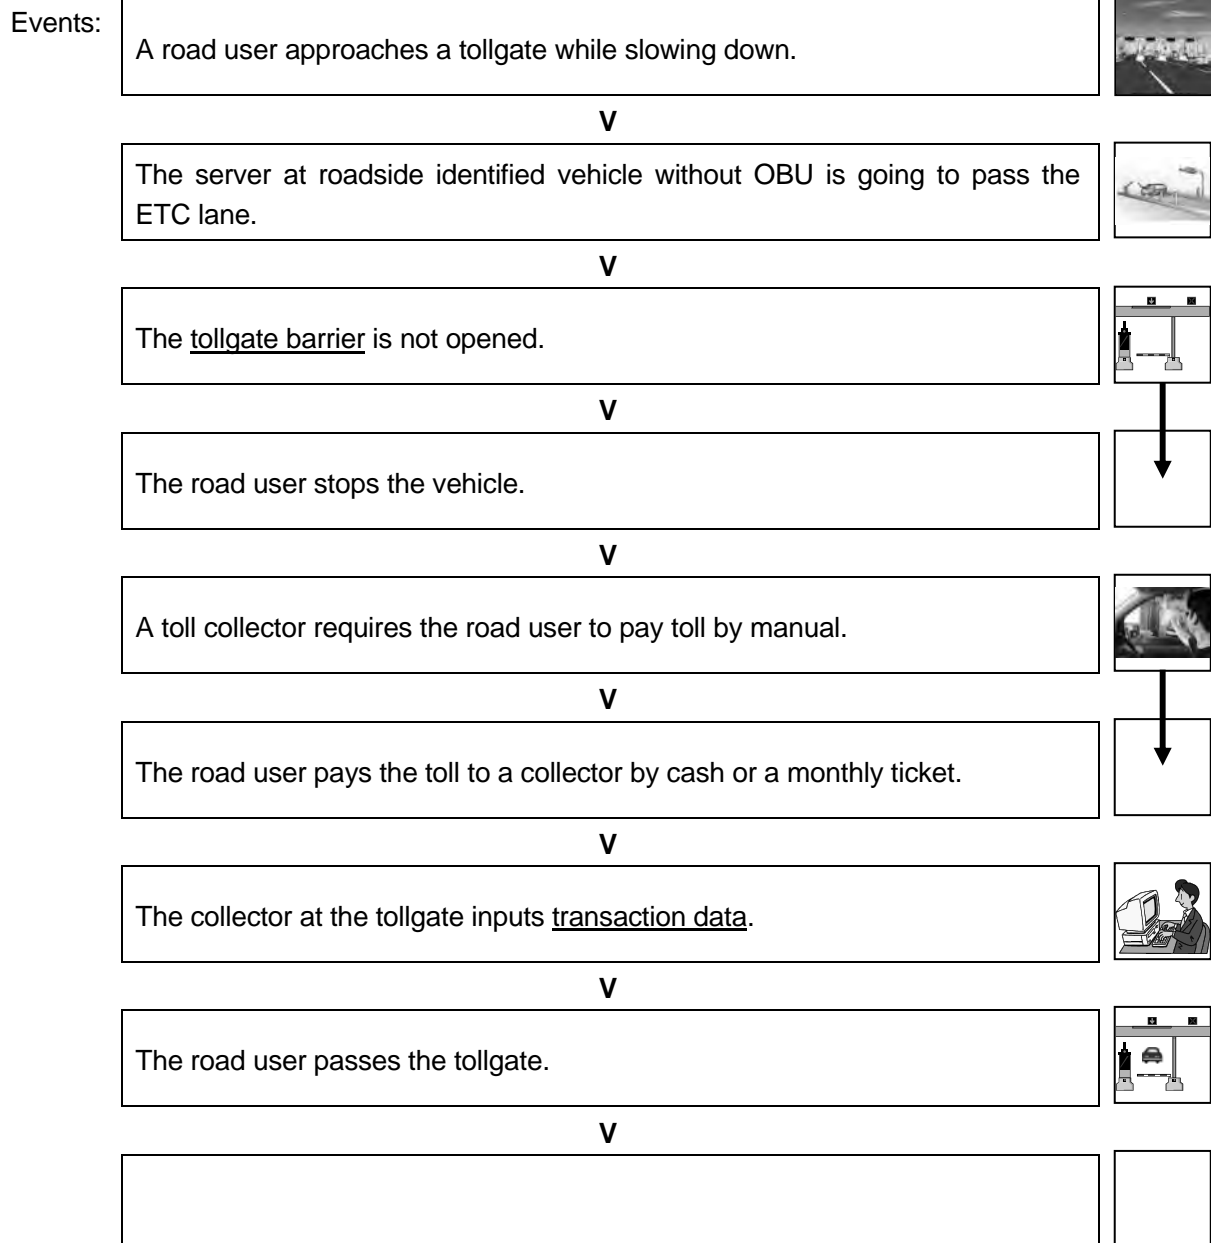 Events:
A road user approaches a tollgate while slowing down.
V
The server at roadside identified vehicle without OBU is going to pass the
ETC lane.
V
The tollgate barrier is not opened.
V
The road user stops the vehicle.
V
A toll collector requires the road user to pay toll by manual.
V
The road user pays the toll to a collector by cash or a monthly ticket.
V
The collector at the tollgate inputs transaction data.
V
The road user passes the tollgate.
V